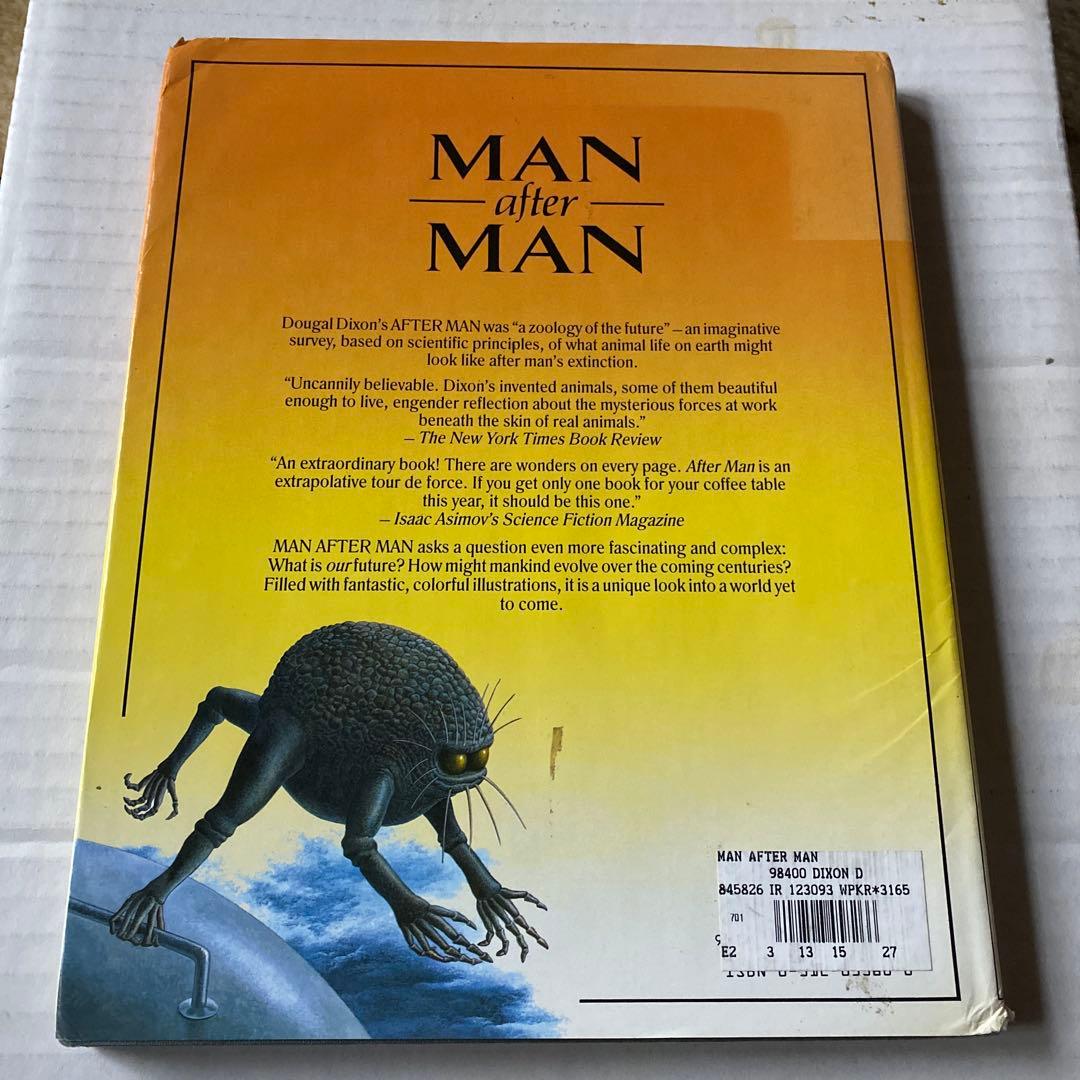 MAN
after
MAN
Dougal Dixon's AFTER MAN was “a zoology of the future” – an imaginative
survey, based on scientific principles, of what animal life on earth might
look like after man's extinction.
“Uncannily believable. Dixon's invented animals, some of them beautiful
enough to live, engender reflection about the mysterious forces at work
beneath the skin of real animals.”
– The New York Times Book Review
“An extraordinary book! There are wonders on every page. After Man is an
extrapolative tour de force. If you get only one book for your coffee table
this year, it should be this one.”
– Isaac Asimov's Science Fiction Magazine
MAN AFTER MAN asks a question even more fascinating and complex:
What is our future? How might mankind evolve over the coming centuries?
Filled with fantastic, colorful illustrations, it is a unique look into a world yet
to come.
MAN AFTER MAN
98400 DIXON D
845826 IR 123093 WPKR*3165
701
9
E2 3 13 15 27
ISBN